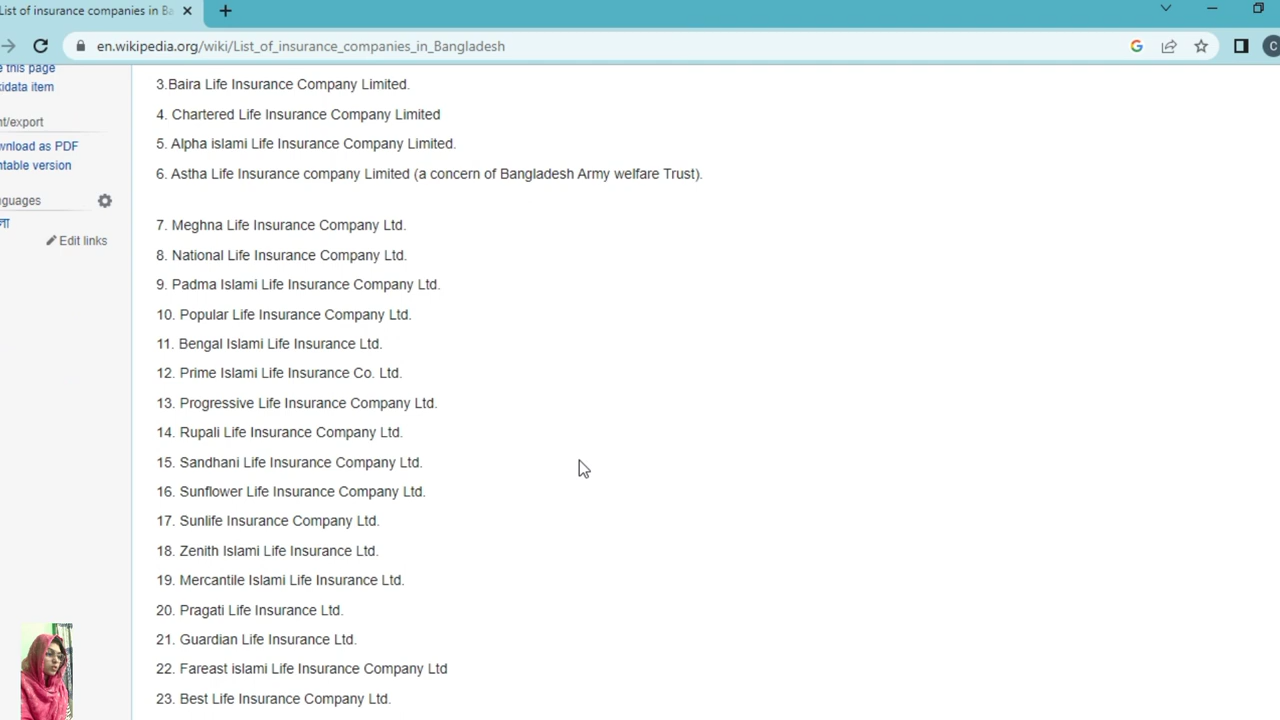 List of insurance companies in Ba
en.wikipedia.org/wiki/List_of_insurance_companies_in_Bangladesh
e this page
kidata item
nt/export
wnload as PDF
ntable version
nguages
লা
Edit links
3.Baira Life Insurance Company Limited.
4. Chartered Life Insurance Company Limited
5. Alpha islami Life Insurance Company Limited.
6. Astha Life Insurance company Limited (a concern of Bangladesh Army welfare Trust).
7. Meghna Life Insurance Company Ltd.
8. National Life Insurance Company Ltd.
9. Padma Islami Life Insurance Company Ltd.
10. Popular Life Insurance Company Ltd.
11. Bengal Islami Life Insurance Ltd.
12. Prime Islami Life Insurance Co. Ltd.
13. Progressive Life Insurance Company Ltd.
14. Rupali Life Insurance Company Ltd.
15. Sandhani Life Insurance Company Ltd.
16. Sunflower Life Insurance Company Ltd.
17. Sunlife Insurance Company Ltd.
18. Zenith Islami Life Insurance Ltd.
19. Mercantile Islami Life Insurance Ltd.
20. Pragati Life Insurance Ltd.
21. Guardian Life Insurance Ltd.
22. Fareast islami Life Insurance Company Ltd
23. Best Life Insurance Company Ltd.